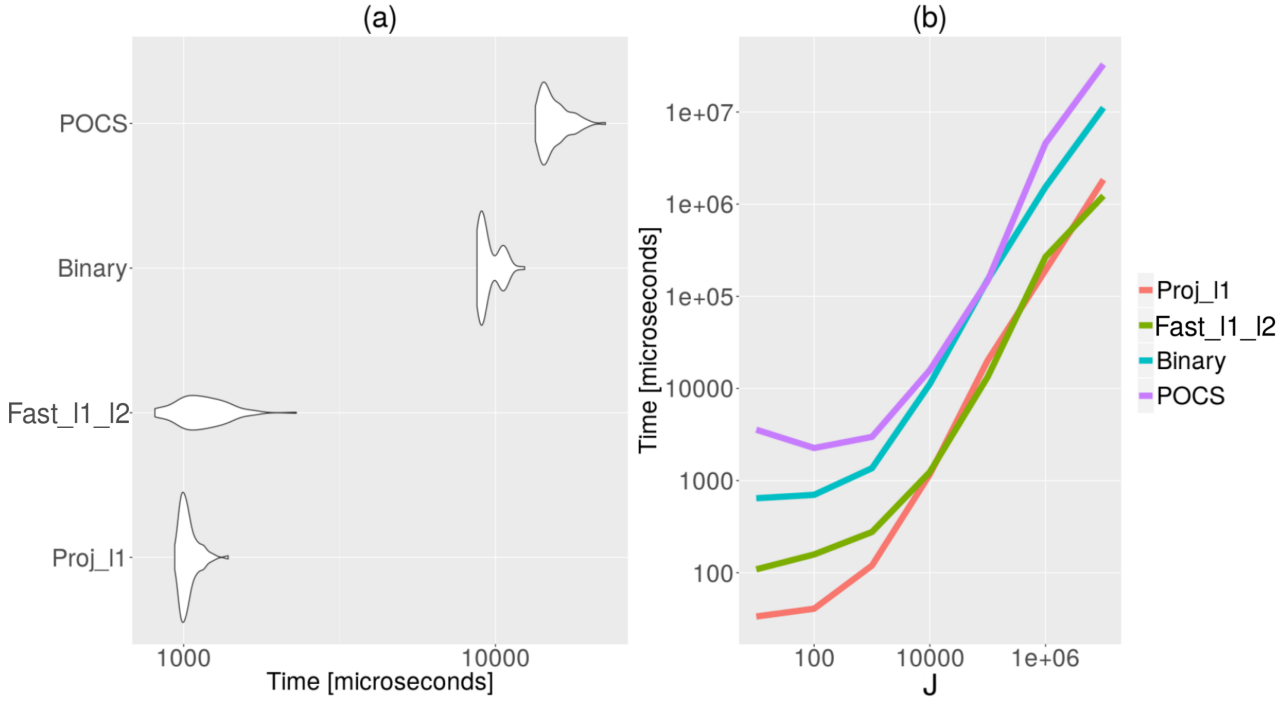 (a)
POCS
Binary
Fast_l1_l2
Proj_l1
1000
10000
Time [microseconds]
(b)
Time [microseconds]
1e+07
1e+06
1e+05
10000
1000
100
100
10000
1e+06
J
Proj_l1
Fast_l1_l2
Binary
POCS